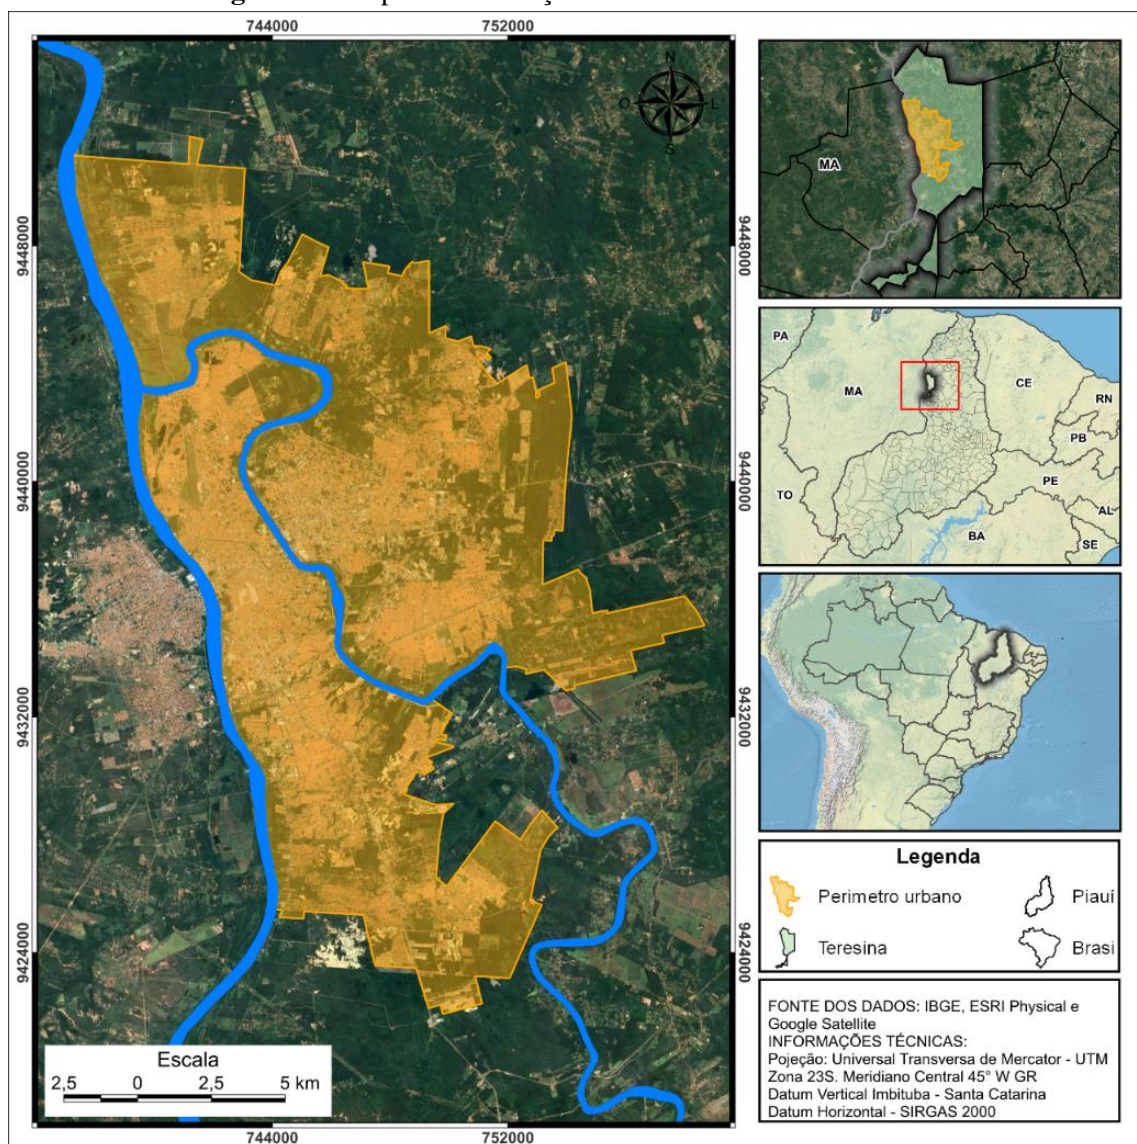 744000
752000
N
O
L
S
9448000
9448000
9440000
9440000
9432000
9432000
9424000
9424000
Escala
2,5 0 2,5 5 km
744000
752000
MA
PA
MA
CE
RN
PB
PE
TO
AL
BA
SE
Legenda
Perimetro urbano
Piauí
Teresina
Brasi
FONTE DOS DADOS: IBGE, ESRI Physical e
Google Satellite
INFORMAÇÕES TÉCNICAS:
Pojeção: Universal Transversa de Mercator - UTM
Zona 23S. Meridiano Central 45° W GR
Datum Vertical Imbituba - Santa Catarina
Datum Horizontal - SIRGAS 2000